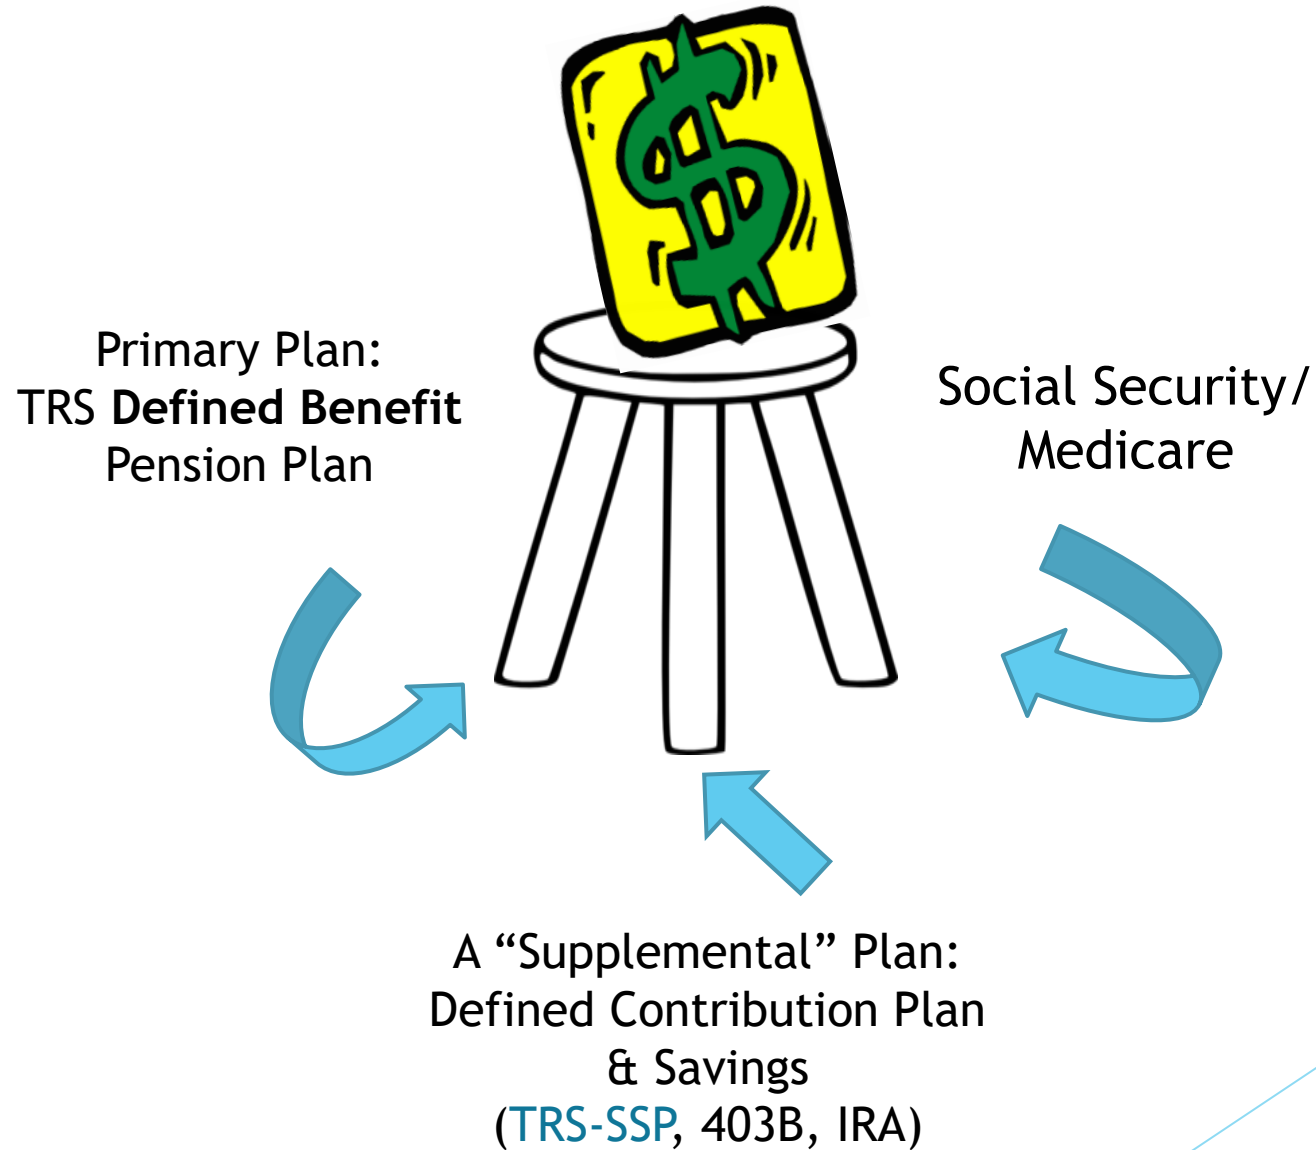 Primary Plan:
TRS Defined Benefit
Pension Plan
Social Security/
Medicare
A “Supplemental” Plan:
Defined Contribution Plan
& Savings
(TRS-SSP, 403B, IRA)
$